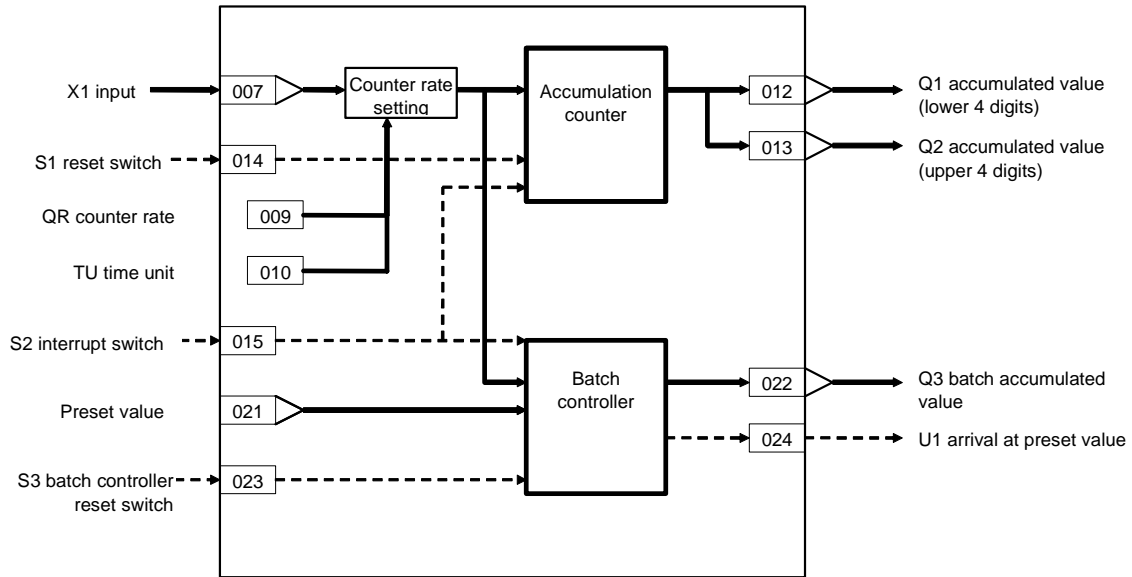 X1 input
007
Counter rate
setting
Accumulation
counter
012
Q1 accumulated value
(lower 4 digits)
S1 reset switch
014
013
Q2 accumulated value
(upper 4 digits)
QR counter rate
009
TU time unit
010
S2 interrupt switch
015
Preset value
021
Batch
controller
022
Q3 batch accumulated
value
024
U1 arrival at preset value
S3 batch controller
reset switch
023